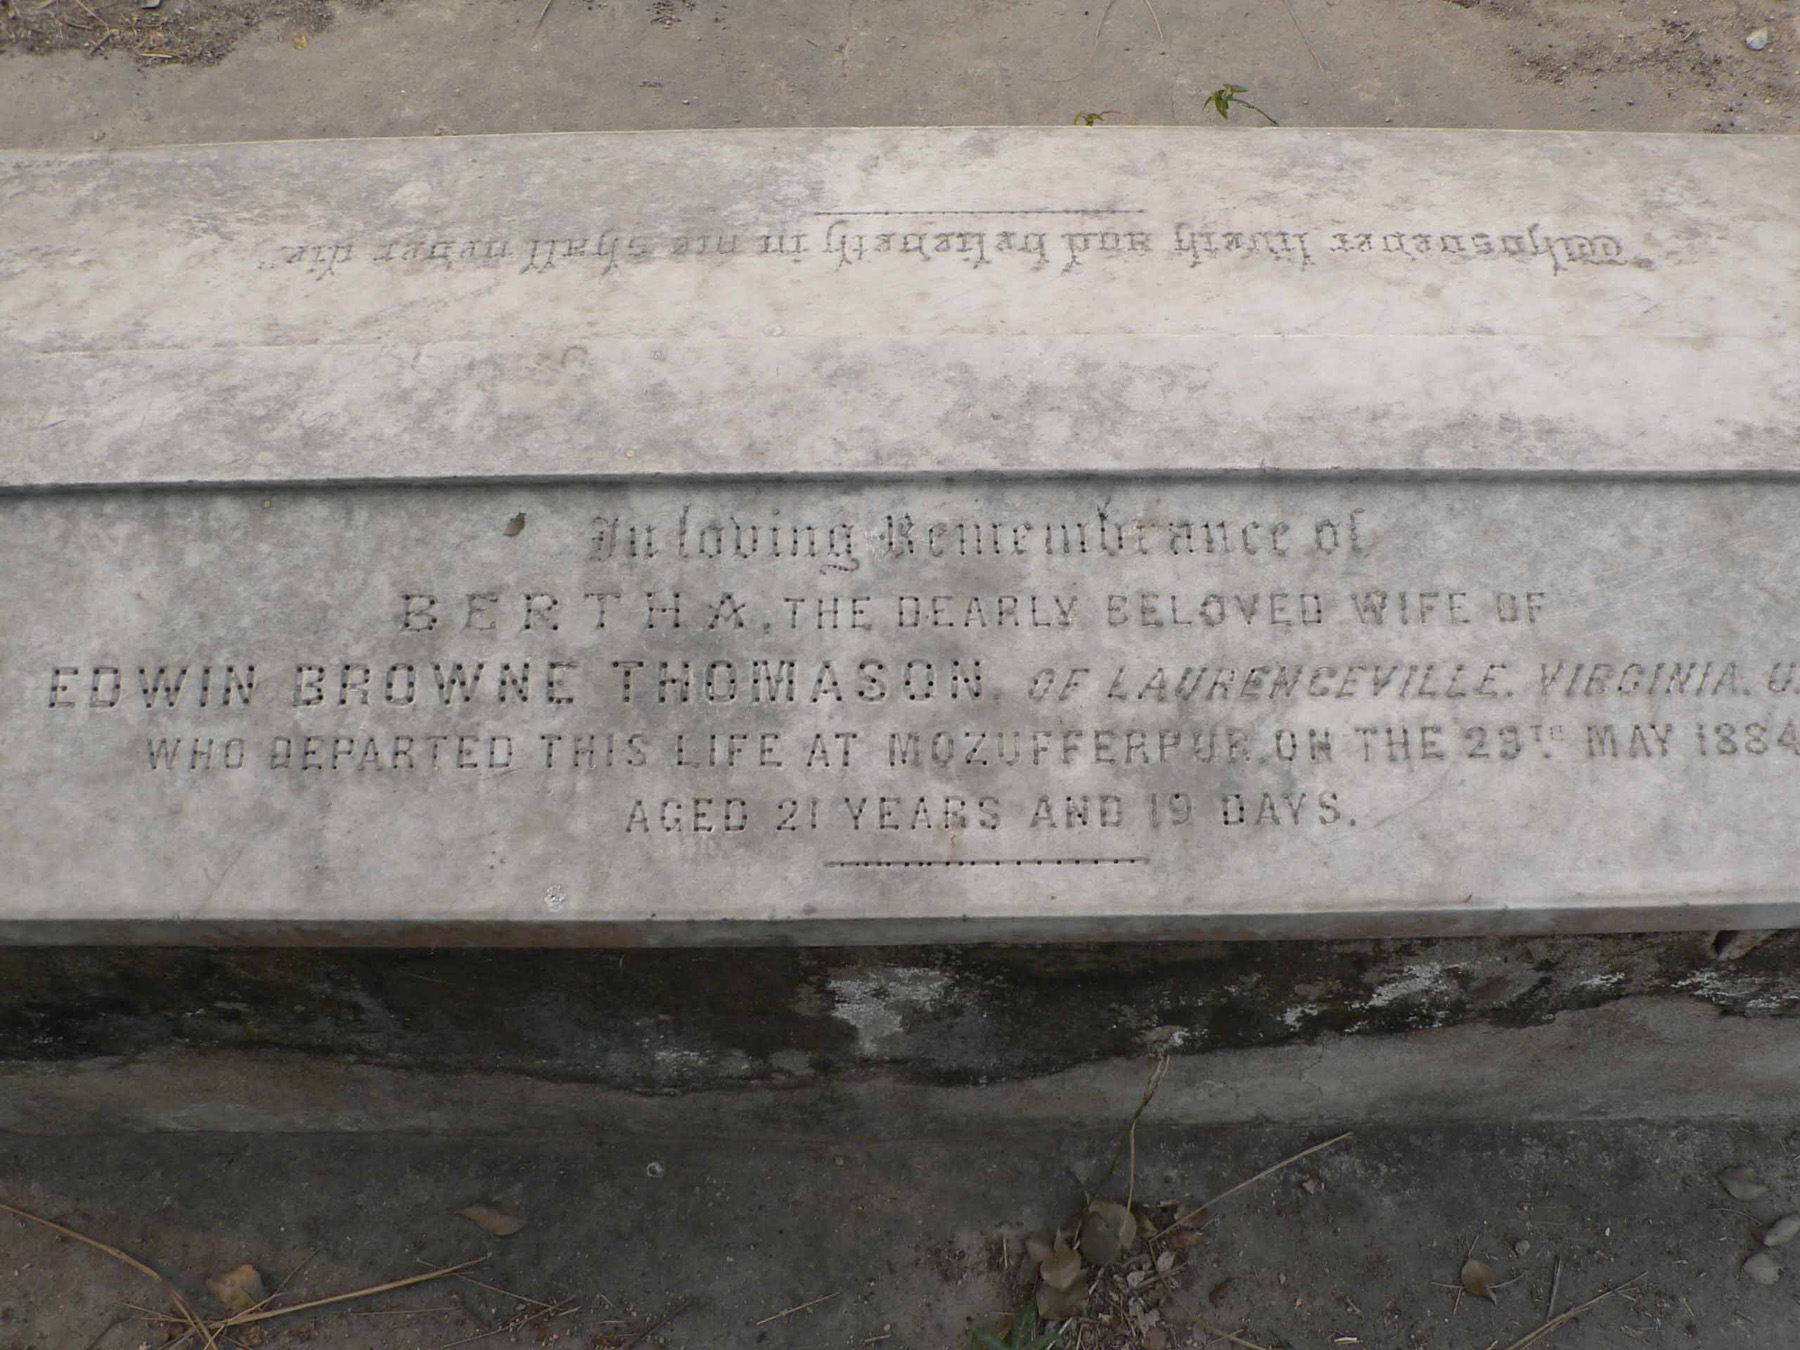 "Whosoever liveth and believeth in me shall never die."
In loving Remembrance of
BERTHA, THE DEARLY BELOVED WIFE OF
EDWIN BROWNE THOMASON. OF LAURENCEVILLE. VIRGINIA. U.
WHO DEPARTED THIS LIFE AT MOZUFFERPUR. ON THE 29TH. MAY 1884
AGED 21 YEARS AND 19 DAYS.